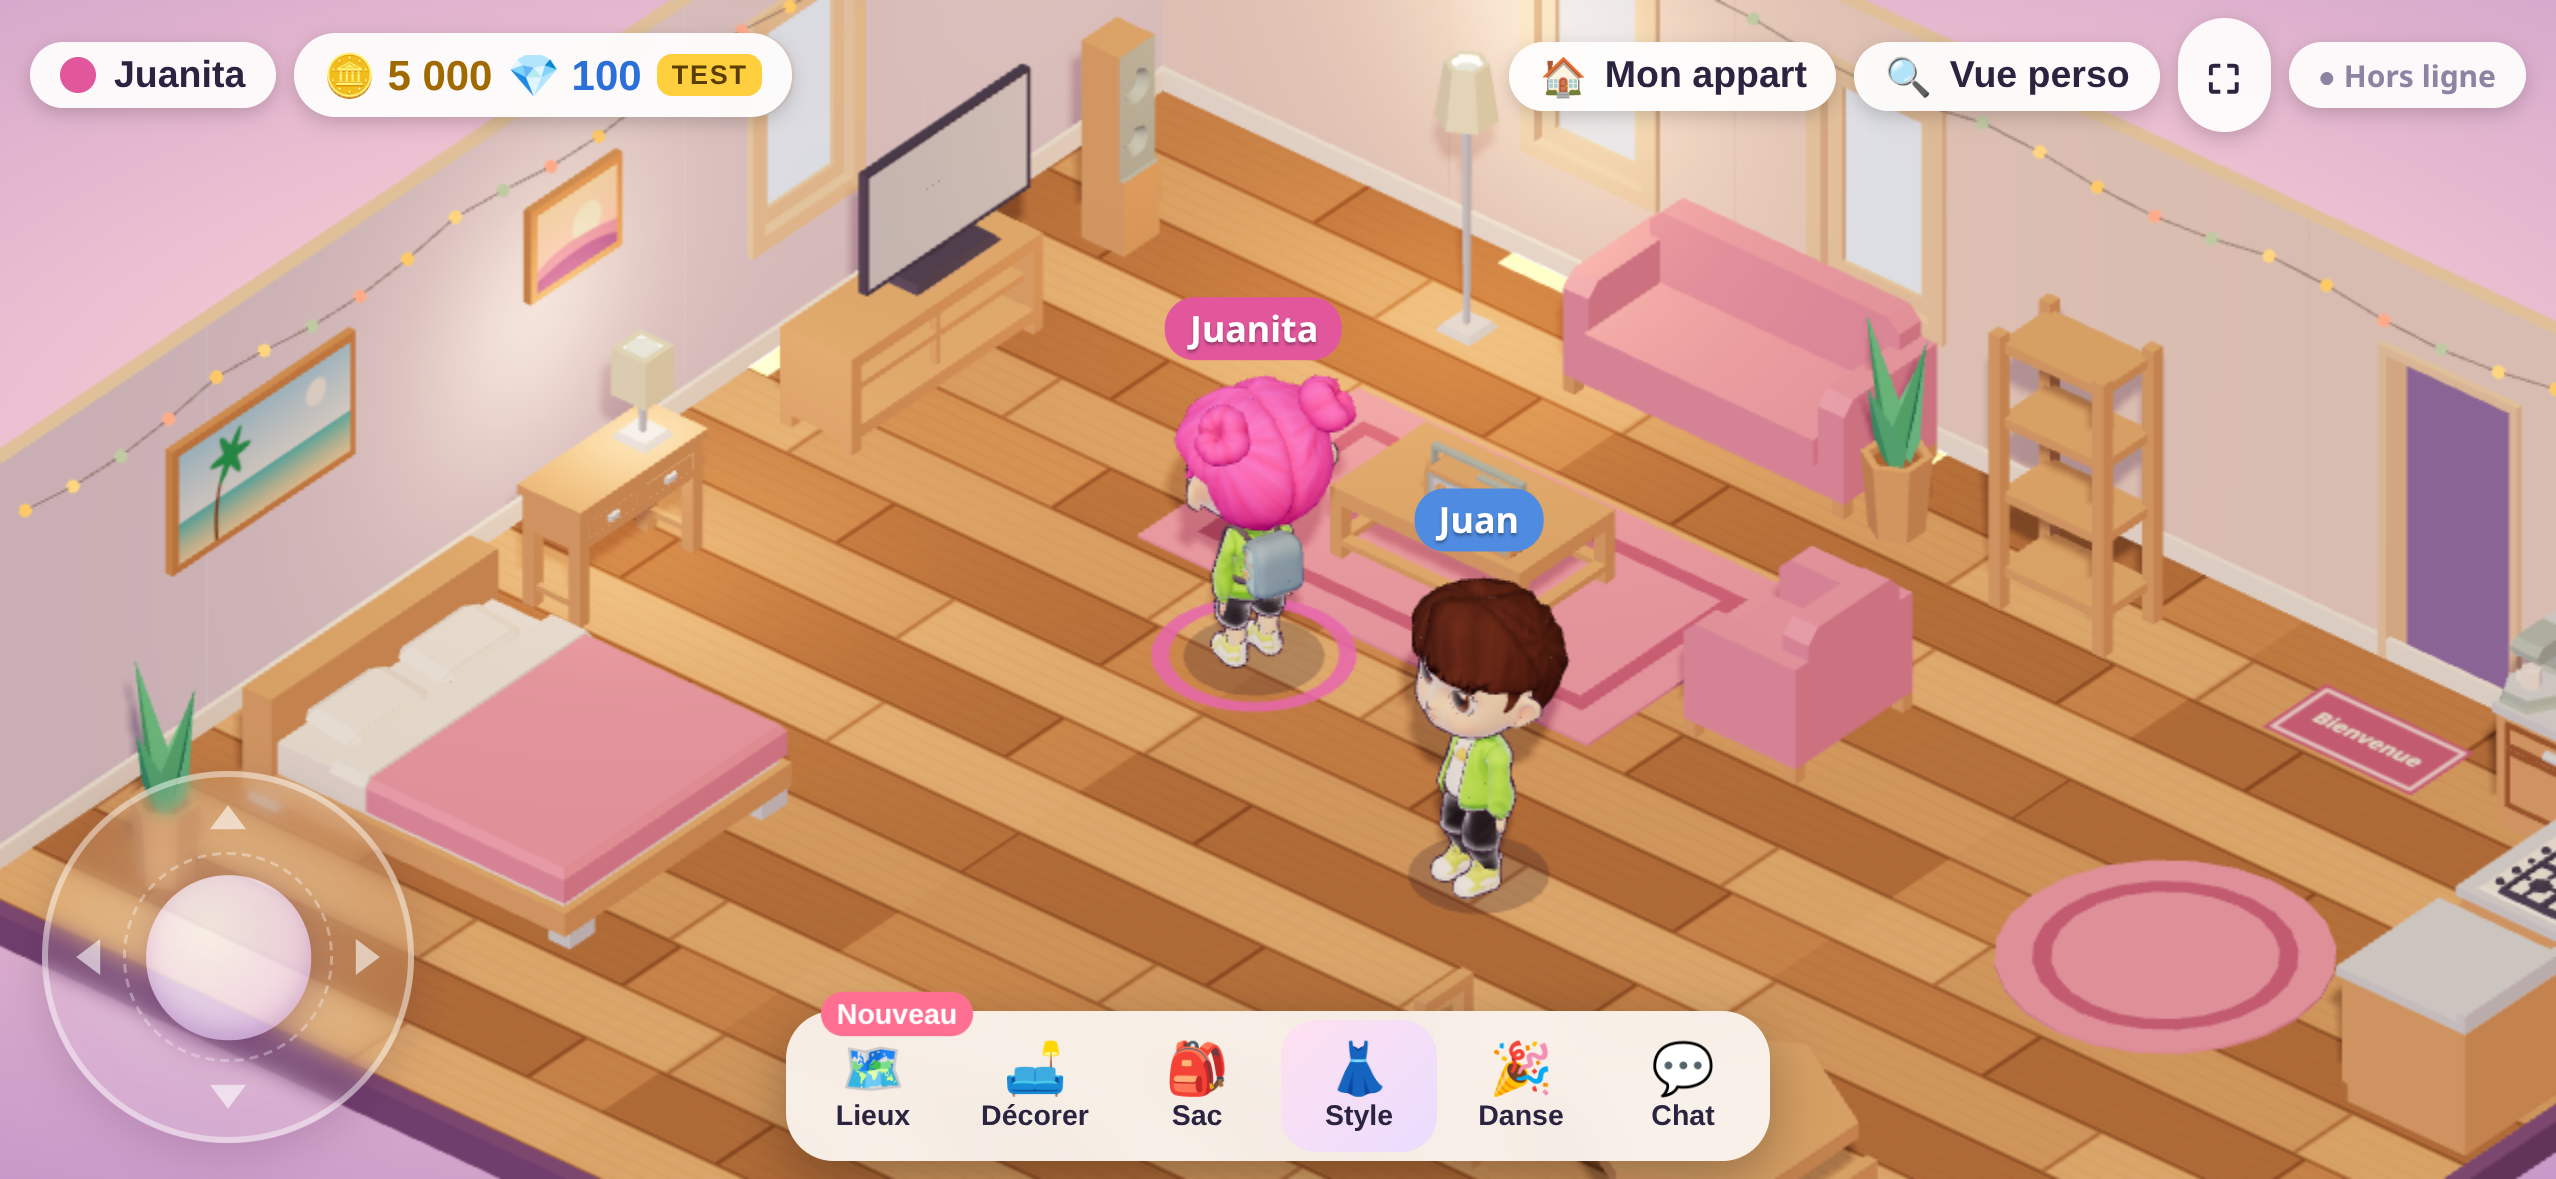 Juanita
5 000 100 TEST
Mon appart
Vue perso
Hors ligne
Juanita
Juan
Bienvenue
Nouveau
Lieux
Décorer
Sac
Style
Danse
Chat